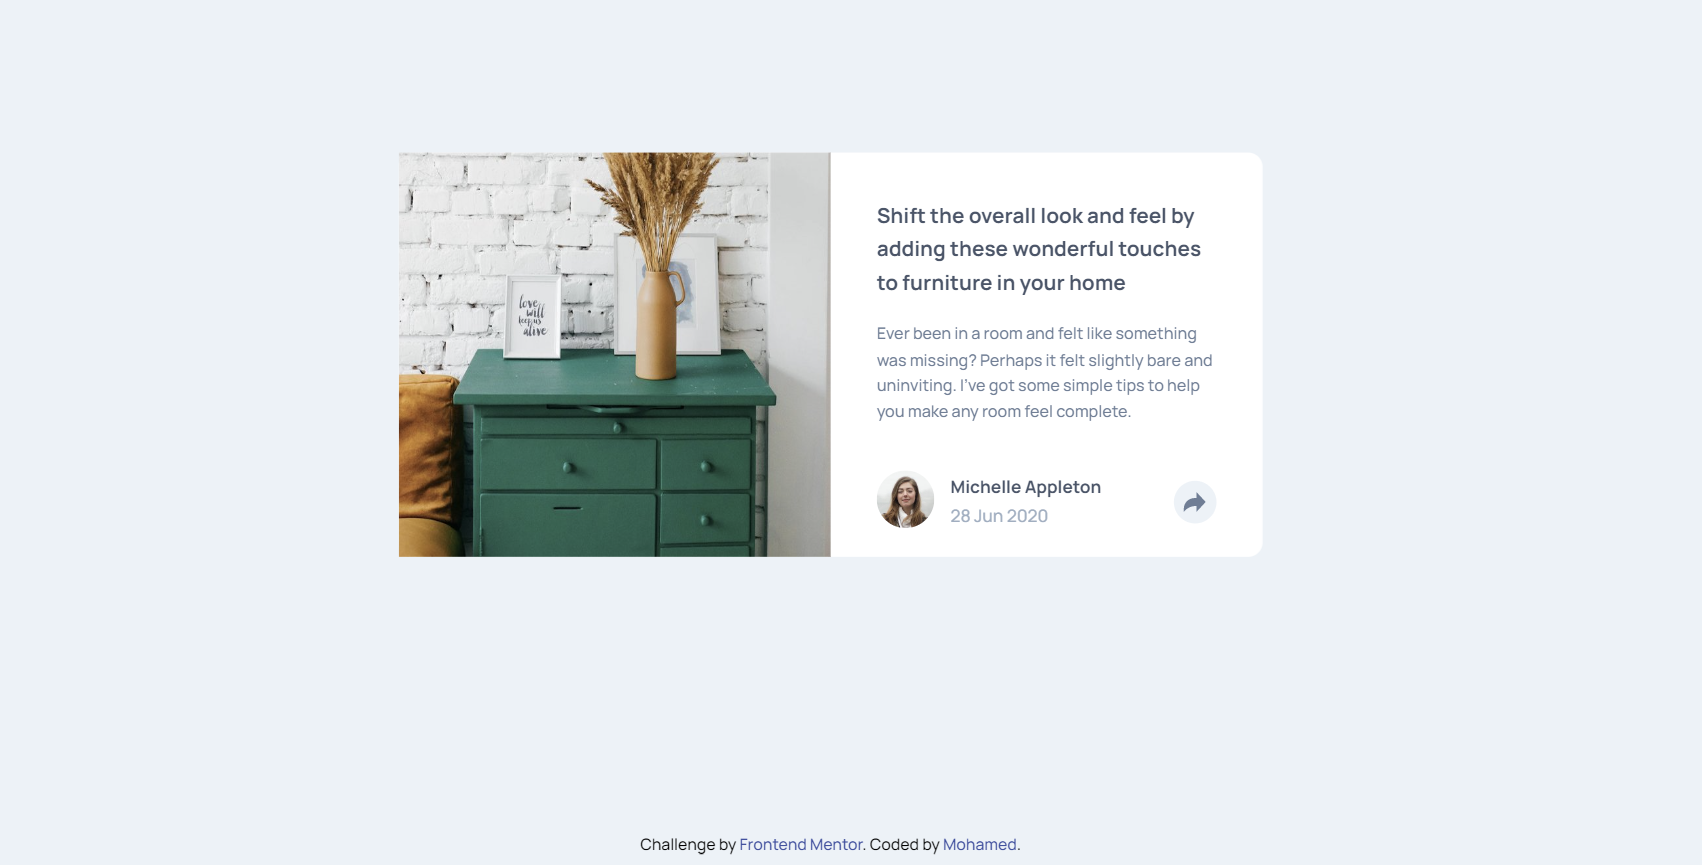 love
will
keep us
alive
Shift the overall look and feel by
adding these wonderful touches
to furniture in your home
Ever been in a room and felt like something
was missing? Perhaps it felt slightly bare and
uninviting. I've got some simple tips to help
you make any room feel complete.
Michelle Appleton
28 Jun 2020
Challenge by Frontend Mentor. Coded by Mohamed.